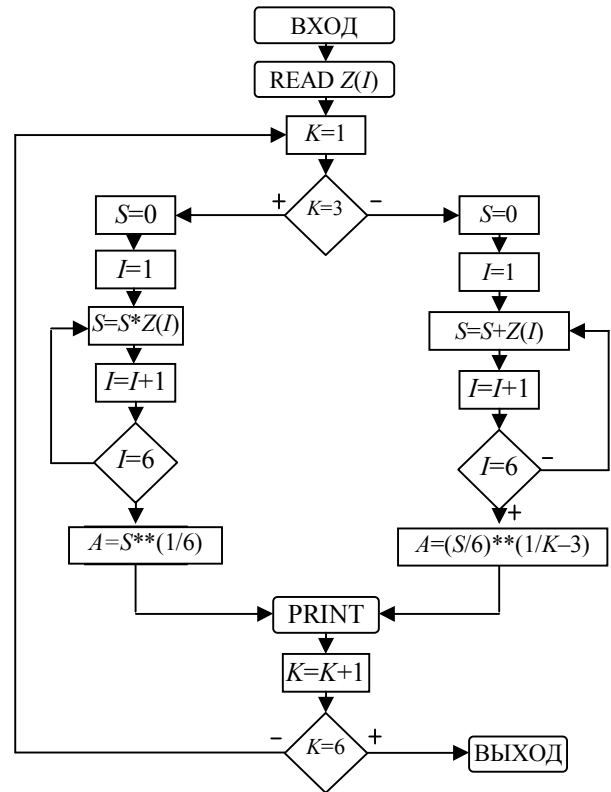 ВХОД
READ Z(I)
K=1
+ K=3 –
S=0
I=1
S=S*Z(I)
I=I+1
I=6
A=S**(1/6)
S=0
I=1
S=S+Z(I)
I=I+1
I=6 –
+
A=(S/6)**(1/K–3)
PRINT
K=K+1
– K=6 +
ВЫХОД